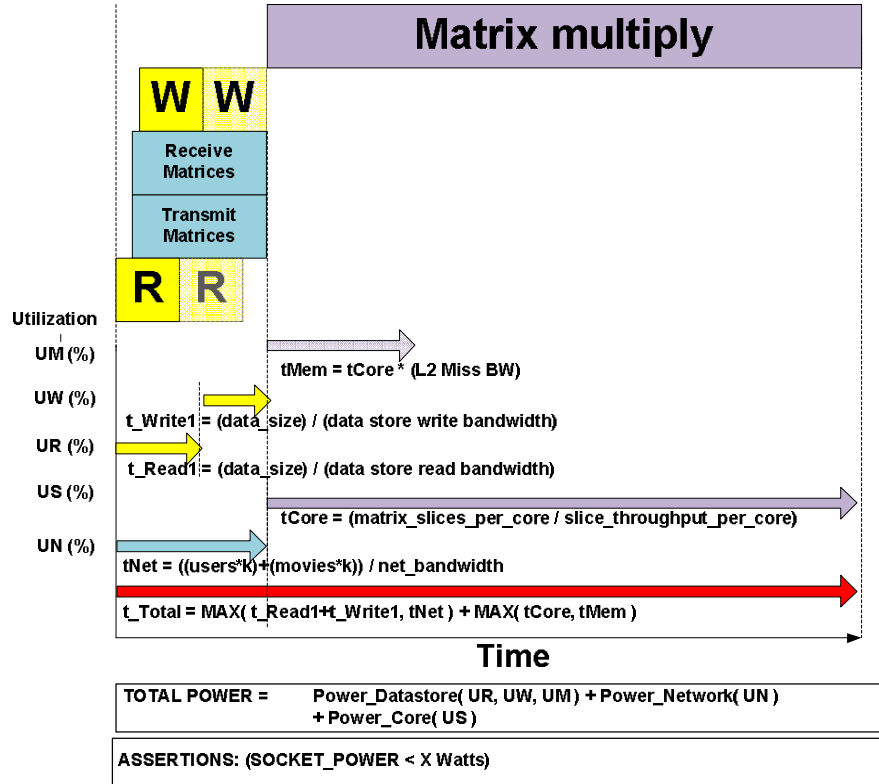 Matrix multiply
W W
Receive
Matrices
Transmit
Matrices
R R
Utilization
UM (%)
tMem = tCore * (L2 Miss BW)
UW (%)
t_Write1 = (data_size) / (data store write bandwidth)
UR (%)
t_Read1 = (data_size) / (data store read bandwidth)
US (%)
tCore = (matrix_slices_per_core / slice_throughput_per_core)
UN (%)
tNet = ((users*k)+(movies*k)) / net_bandwidth
t_Total = MAX( t_Read1+t_Write1, tNet ) + MAX( tCore, tMem )
Time
TOTAL POWER = Power_Datastore( UR, UW, UM ) + Power_Network( UN )
+ Power_Core( US )
ASSERTIONS: (SOCKET_POWER < X Watts)